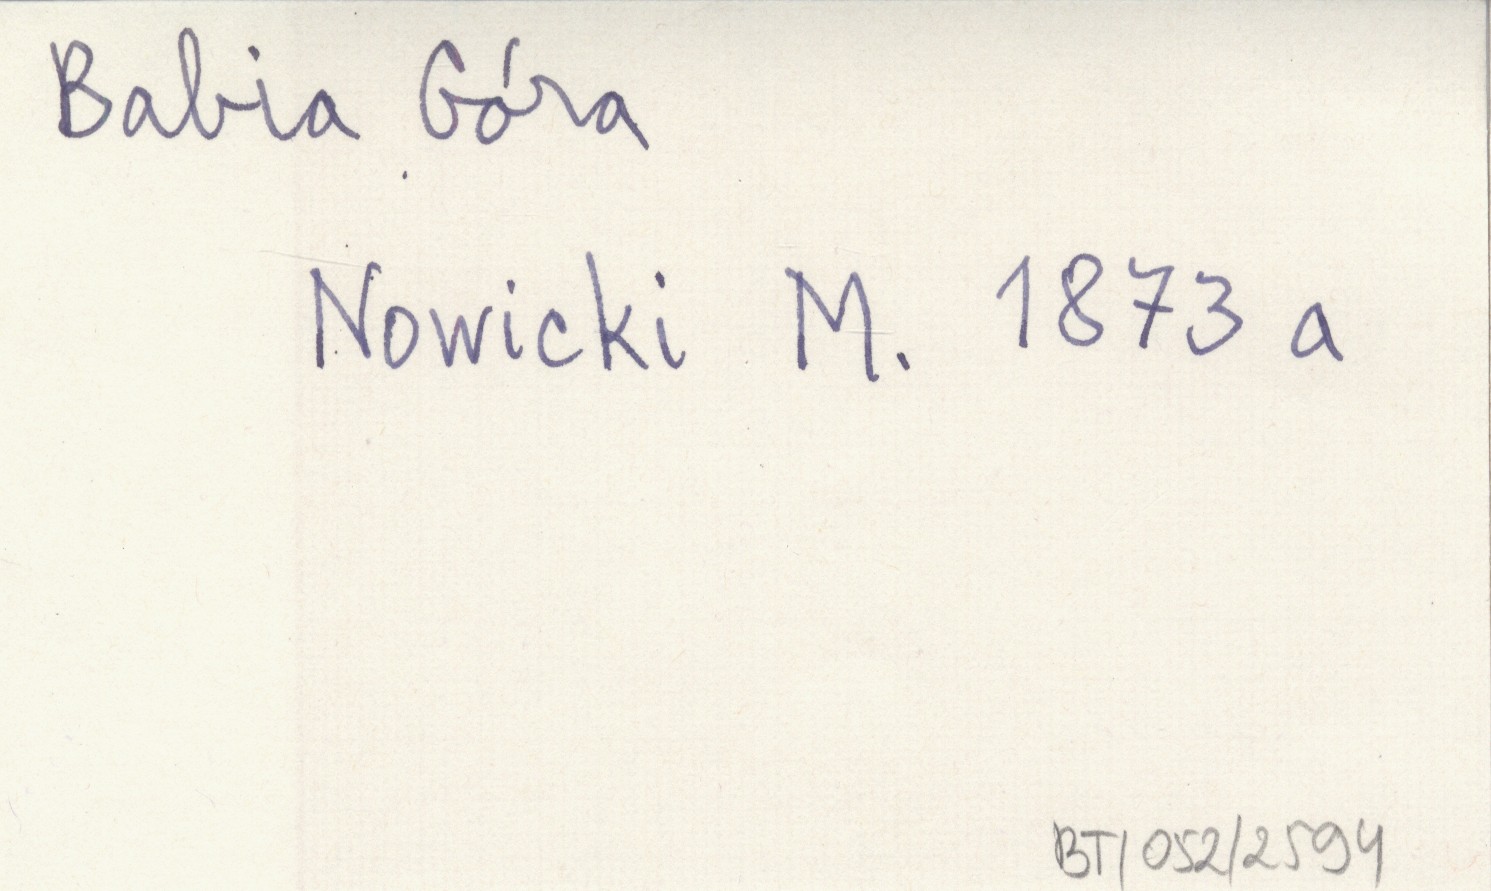 Babia Góra
Nowicki M. 1873 a
BT/052/2594